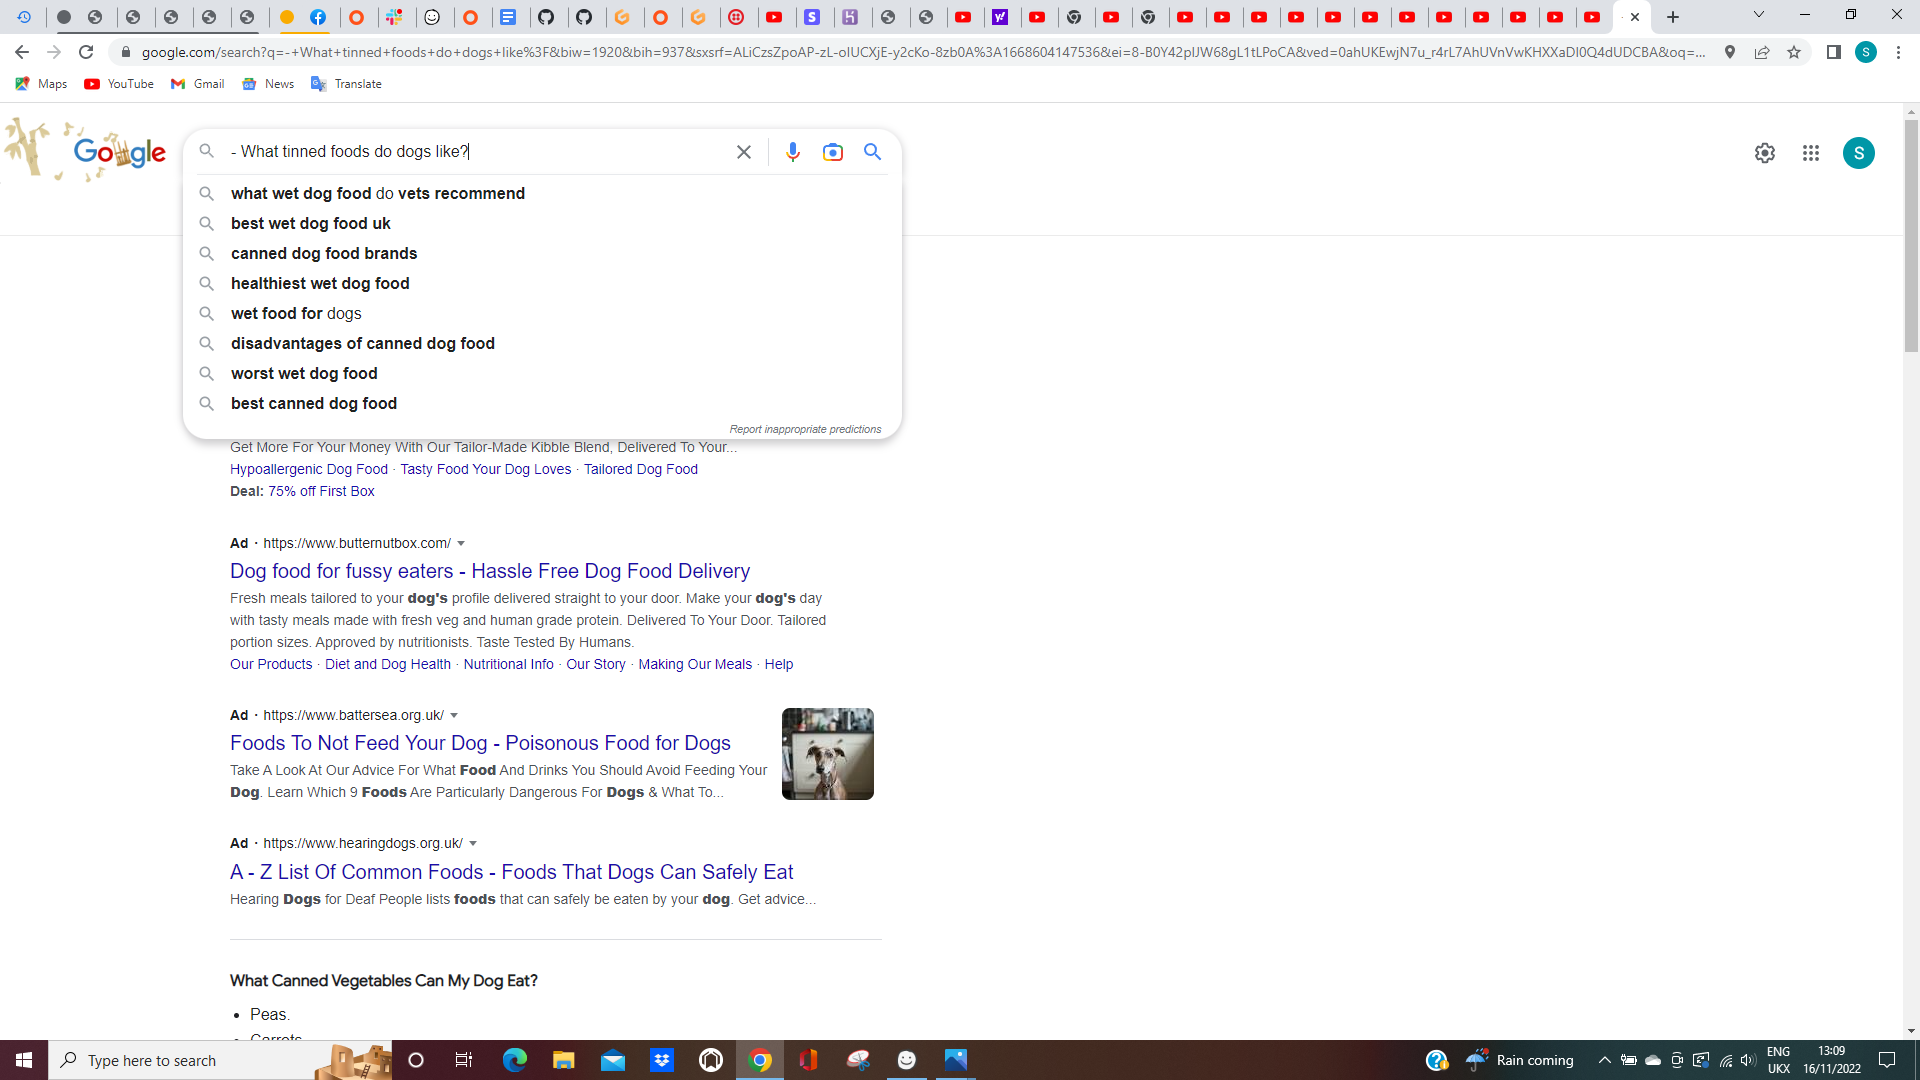 google.com/search?q=-+What+tinned+foods+do+dogs+like%3F&biw=1920&bih=937&sxsrf=ALiCzsZpoAP-zL-oIUCXjE-y2cKo-8zb0A%3A1668604147536&ei=8-B0Y42pIJW68gL1tLPoCA&ved=0ahUKEwjN7u_r4rL7AhUVnVwKHXXaDI0Q4dUDCBA&oq=...
S
Maps
YouTube
Gmail
News
Translate
Google
- What tinned foods do dogs like?
S
what wet dog food do vets recommend
best wet dog food uk
canned dog food brands
healthiest wet dog food
wet food for dogs
disadvantages of canned dog food
worst wet dog food
best canned dog food
Report inappropriate predictions
Get More For Your Money With Our Tailor-Made Kibble Blend, Delivered To Your...
Hypoallergenic Dog Food · Tasty Food Your Dog Loves · Tailored Dog Food
Deal: 75% off First Box
Ad · https://www.butternutbox.com/
Dog food for fussy eaters - Hassle Free Dog Food Delivery
Fresh meals tailored to your dog's profile delivered straight to your door. Make your dog's day
with tasty meals made with fresh veg and human grade protein. Delivered To Your Door. Tailored
portion sizes. Approved by nutritionists. Taste Tested By Humans.
Our Products · Diet and Dog Health · Nutritional Info · Our Story · Making Our Meals · Help
Ad · https://www.battersea.org.uk/
Foods To Not Feed Your Dog - Poisonous Food for Dogs
Take A Look At Our Advice For What Food And Drinks You Should Avoid Feeding Your
Dog. Learn Which 9 Foods Are Particularly Dangerous For Dogs & What To...
Ad · https://www.hearingdogs.org.uk/
A - Z List Of Common Foods - Foods That Dogs Can Safely Eat
Hearing Dogs for Deaf People lists foods that can safely be eaten by your dog. Get advice...
What Canned Vegetables Can My Dog Eat?
• Peas.
• Carrots
Type here to search
Rain coming
ENG
UKX
13:09
16/11/2022